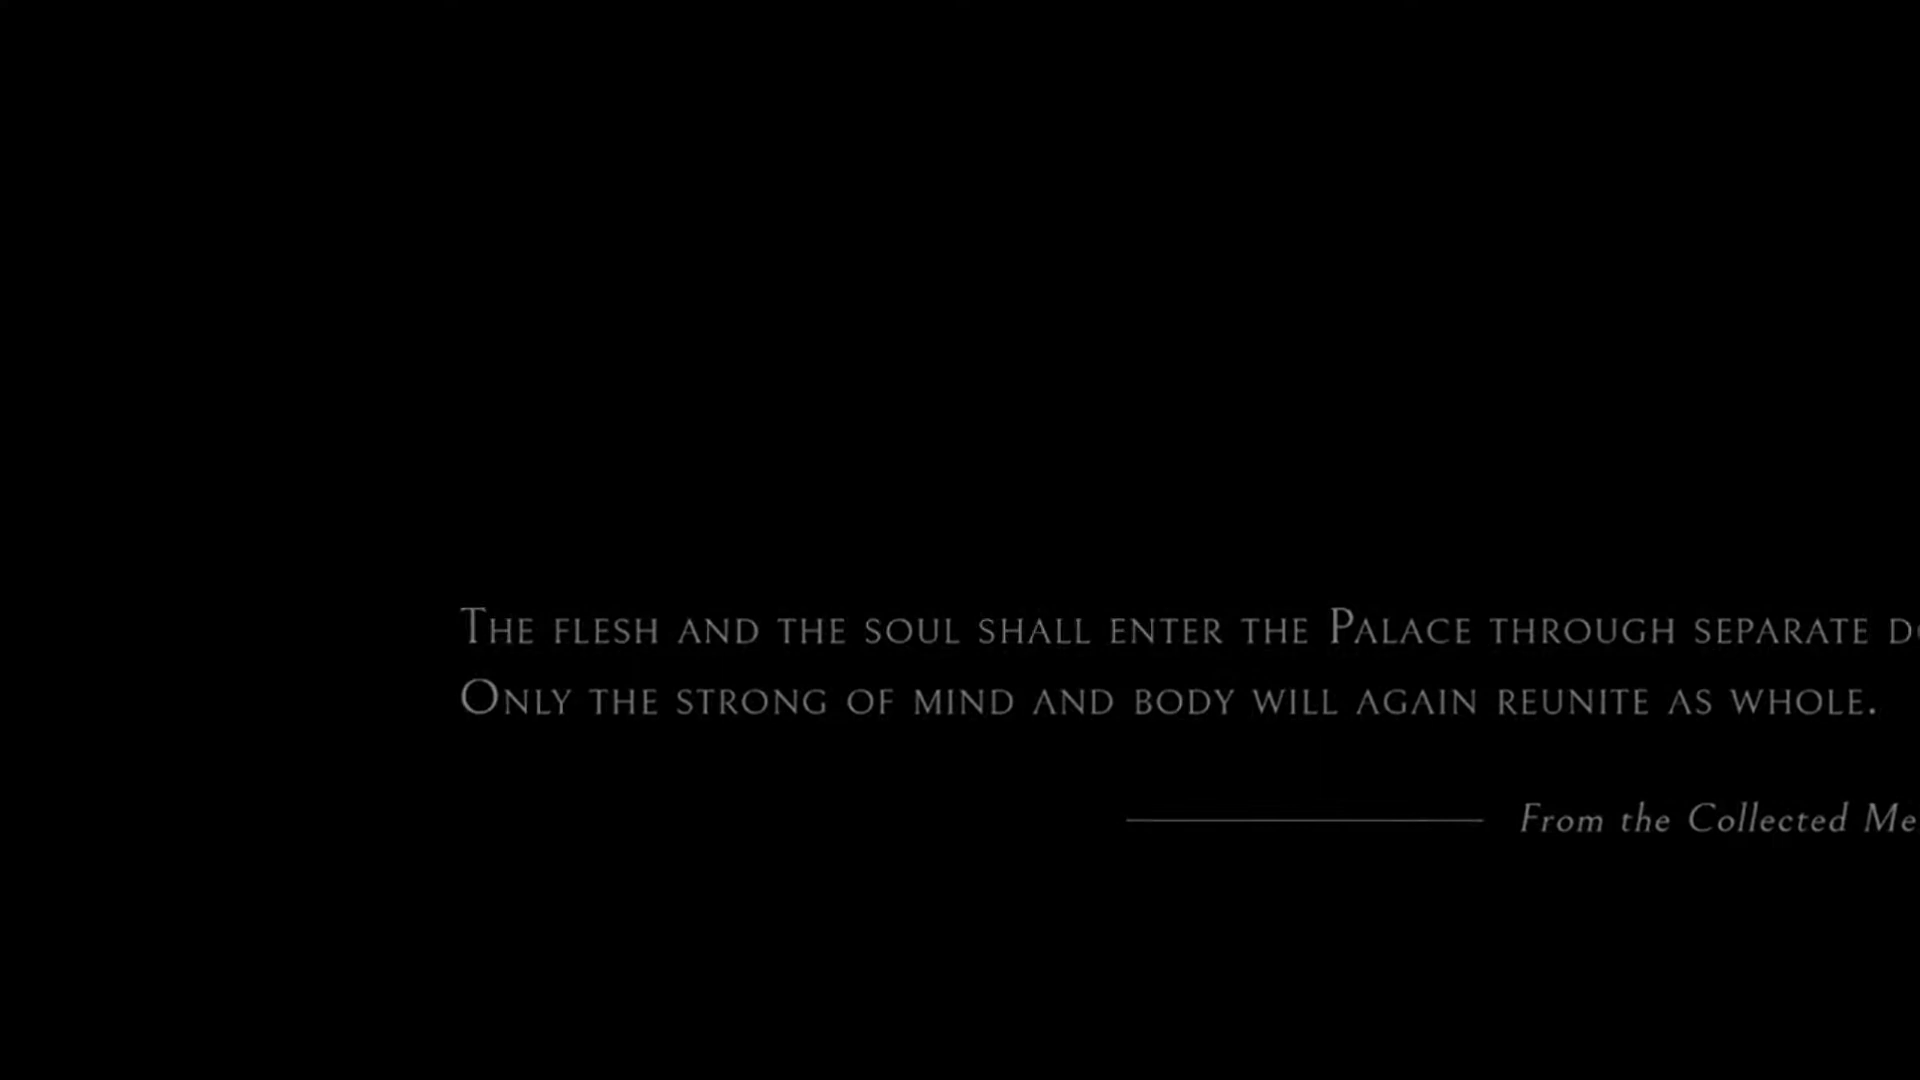 The flesh and the soul shall enter the Palace through separate
Only the strong of mind and body will again reunite as whole.
From the Collected